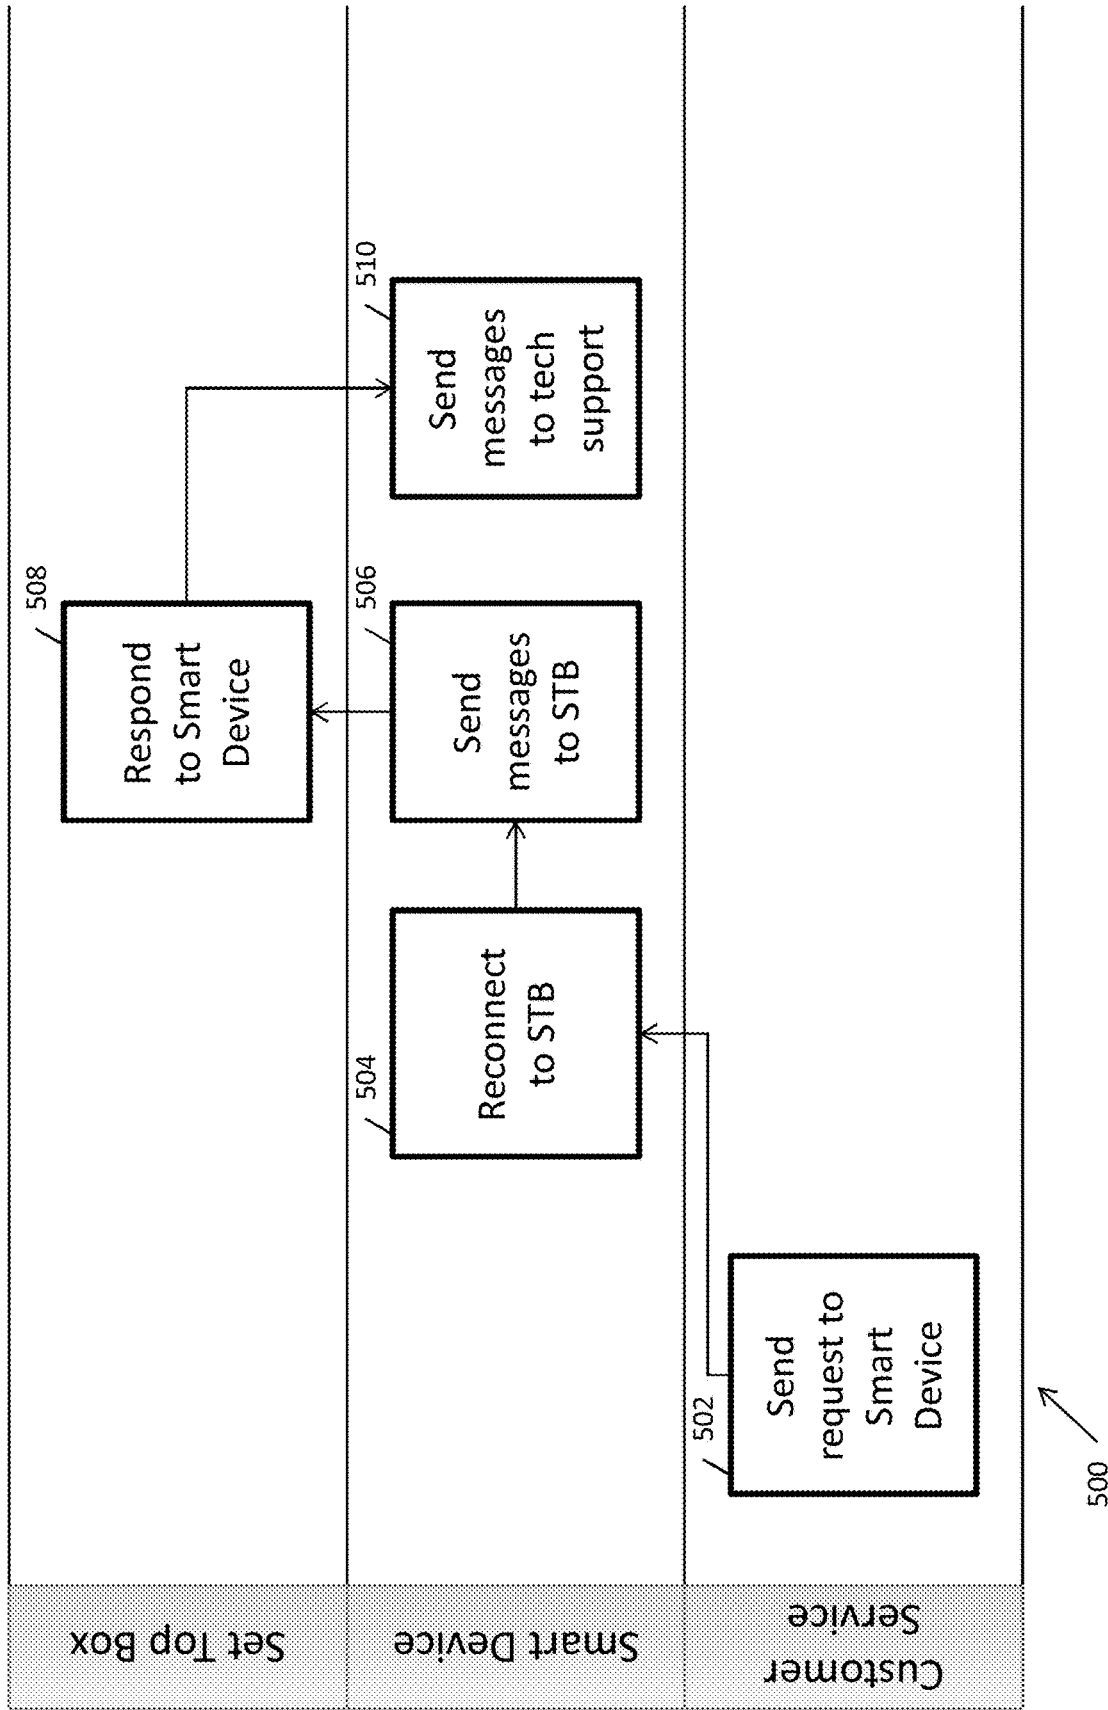 Set Top Box
508
Respond
to Smart
Device
Smart Device
504
Reconnect
to STB
506
Send
messages
to STB
510
Send
messages
to tech
support
Customer
Service
502
Send
request to
Smart
Device
500